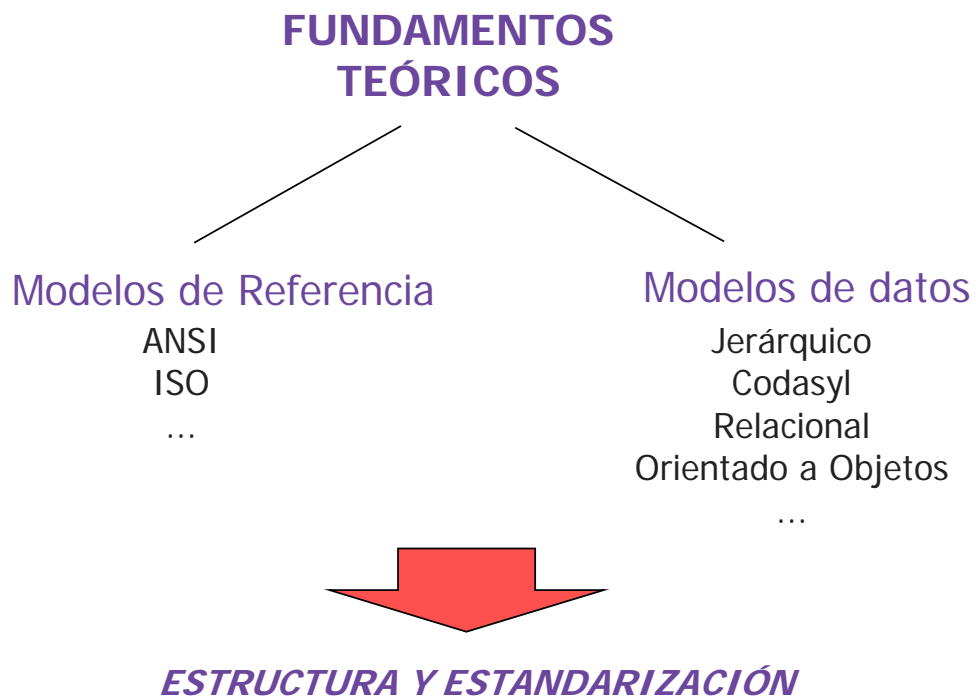 FUNDAMENTOS
TEÓRICOS
Modelos de Referencia
ANSI
ISO
…
Modelos de datos
Jerárquico
Codasyl
Relacional
Orientado a Objetos
…
ESTRUCTURA Y ESTANDARIZACIÓN